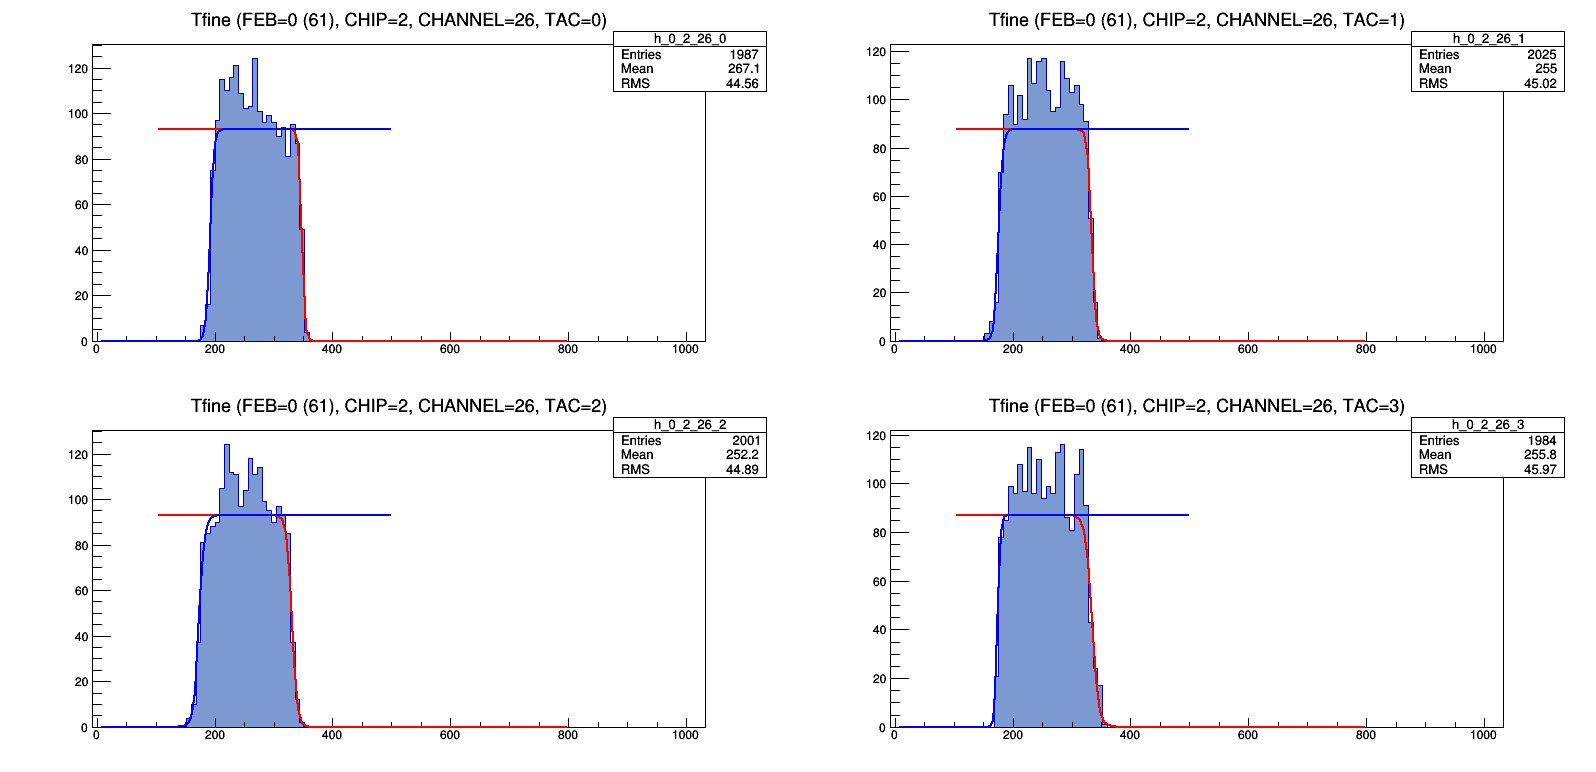 Tfine (FEB=0 (61), CHIP=2, CHANNEL=26, TAC=0)
h_0_2_26_0
Entries 1987
Mean 267.1
RMS 44.56
120
100
80
60
40
20
0
0 200 400 600 800 1000
Tfine (FEB=0 (61), CHIP=2, CHANNEL=26, TAC=1)
h_0_2_26_1
Entries 2025
Mean 255
RMS 45.02
120
100
80
60
40
20
0
0 200 400 600 800 1000
Tfine (FEB=0 (61), CHIP=2, CHANNEL=26, TAC=2)
h_0_2_26_2
Entries 2001
Mean 252.2
RMS 44.89
120
100
80
60
40
20
0
0 200 400 600 800 1000
Tfine (FEB=0 (61), CHIP=2, CHANNEL=26, TAC=3)
h_0_2_26_3
Entries 1984
Mean 255.8
RMS 45.97
120
100
80
60
40
20
0
0 200 400 600 800 1000